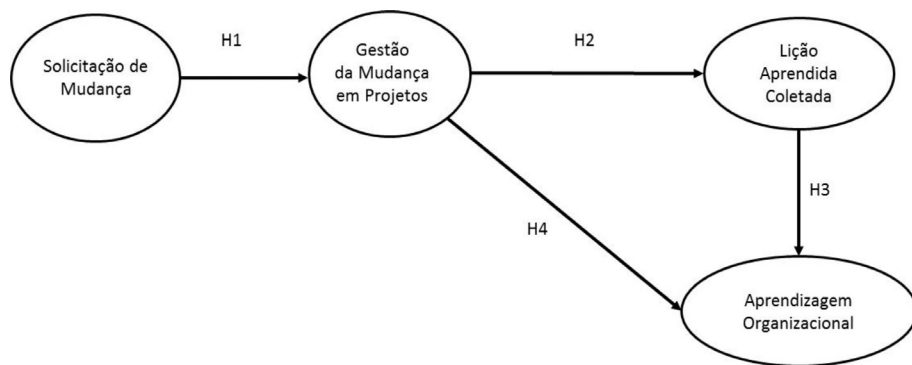 H1
Solicitação de
Mudança
Gestão
da Mudança
em Projetos
H2
Lição
Aprendida
Coletada
H3
H4
Aprendizagem
Organizacional